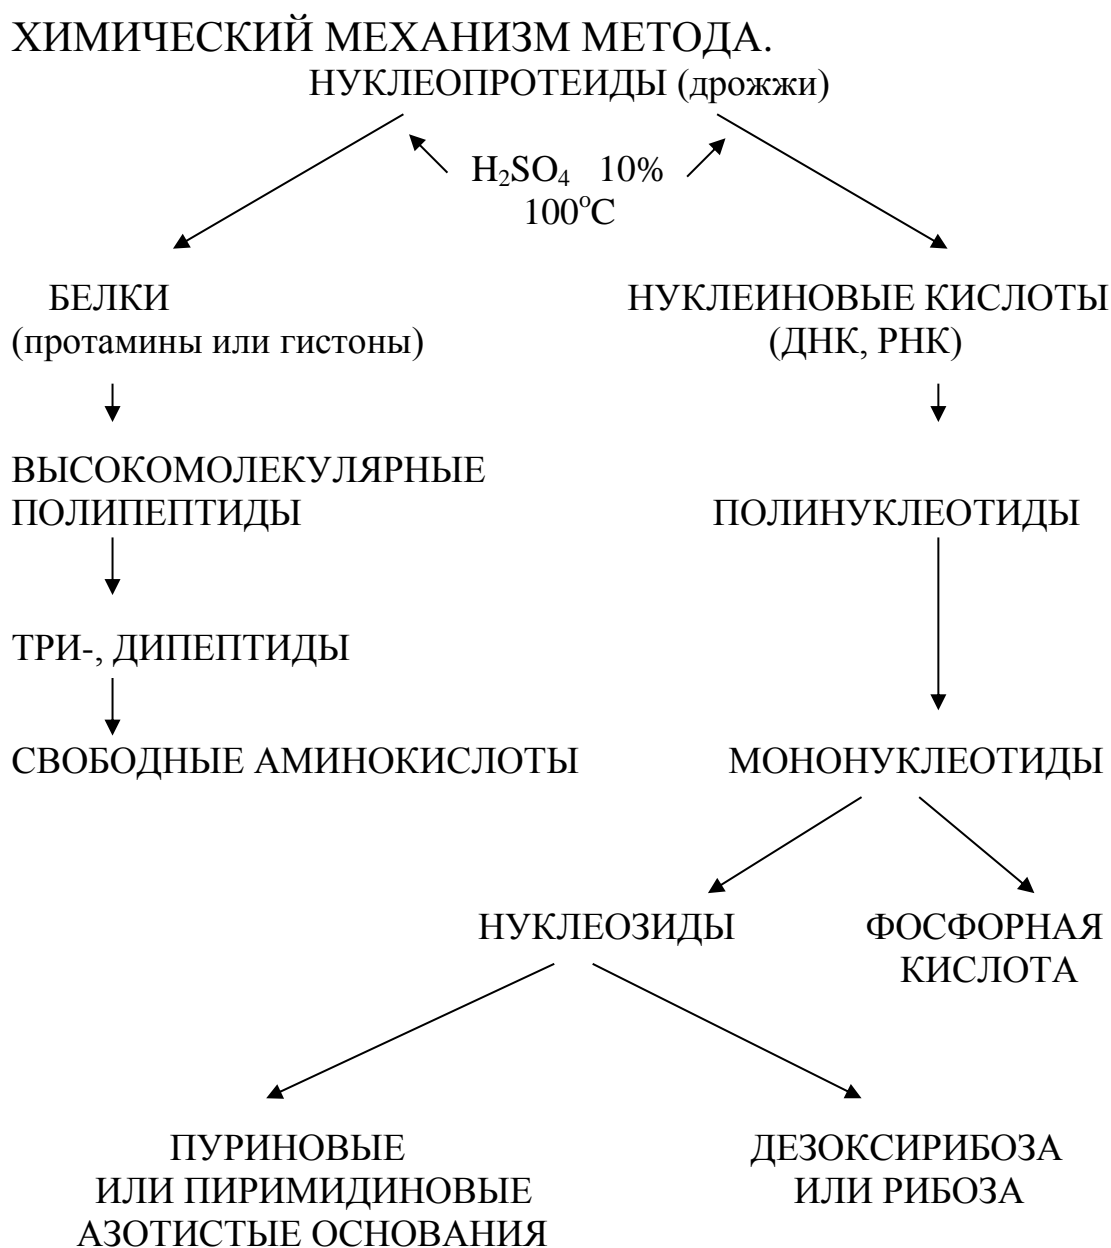 ХИМИЧЕСКИЙ МЕХАНИЗМ МЕТОДА.
НУКЛЕОПРОТЕИДЫ (дрожжи)
H₂SO₄ 10%
100°C
БЕЛКИ
(протамины или гистоны)
НУКЛЕИНОВЫЕ КИСЛОТЫ
(ДНК, РНК)
ВЫСОКОМОЛЕКУЛЯРНЫЕ
ПОЛИПЕПТИДЫ
ПОЛИНУКЛЕОТИДЫ
ТРИ-, ДИПЕПТИДЫ
СВОБОДНЫЕ АМИНОКИСЛОТЫ
МОНОНУКЛЕОТИДЫ
НУКЛЕОЗИДЫ
ФОСФОРНАЯ
КИСЛОТА
ПУРИНОВЫЕ
ИЛИ ПИРИМИДИНОВЫЕ
АЗОТИСТЫЕ ОСНОВАНИЯ
ДЕЗОКСИРИБОЗА
ИЛИ РИБОЗА